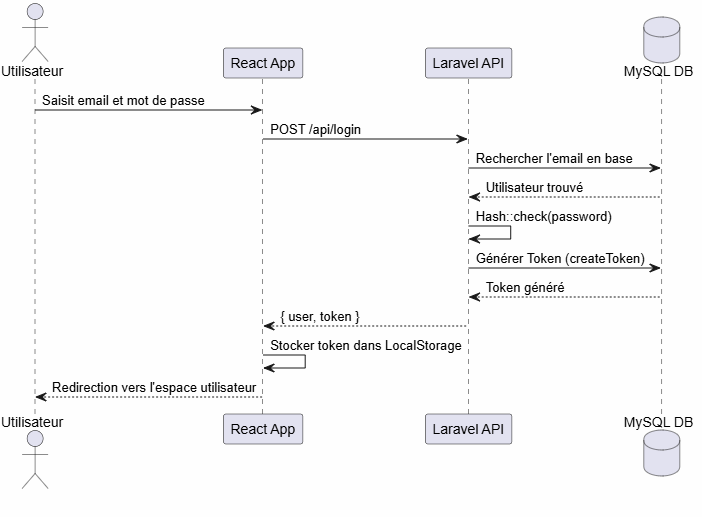 Utilisateur
React App
Laravel API
MySQL DB
Saisit email et mot de passe
POST /api/login
Rechercher l'email en base
Utilisateur trouvé
Hash::check(password)
Générer Token (createToken)
Token généré
{ user, token }
Stocker token dans LocalStorage
Redirection vers l'espace utilisateur
Utilisateur
React App
Laravel API
MySQL DB